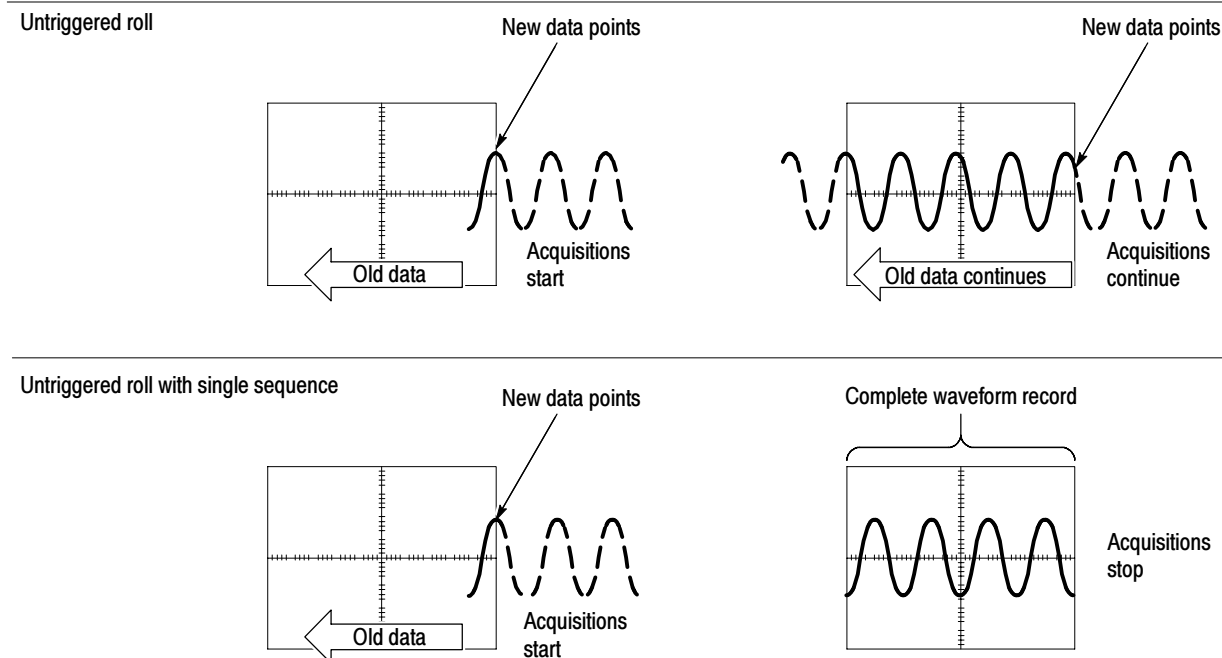 Untriggered roll
New data points
New data points
Old data
Acquisitions
start
Old data continues
Acquisitions
continue
Untriggered roll with single sequence
New data points
Complete waveform record
Old data
Acquisitions
start
Acquisitions
stop